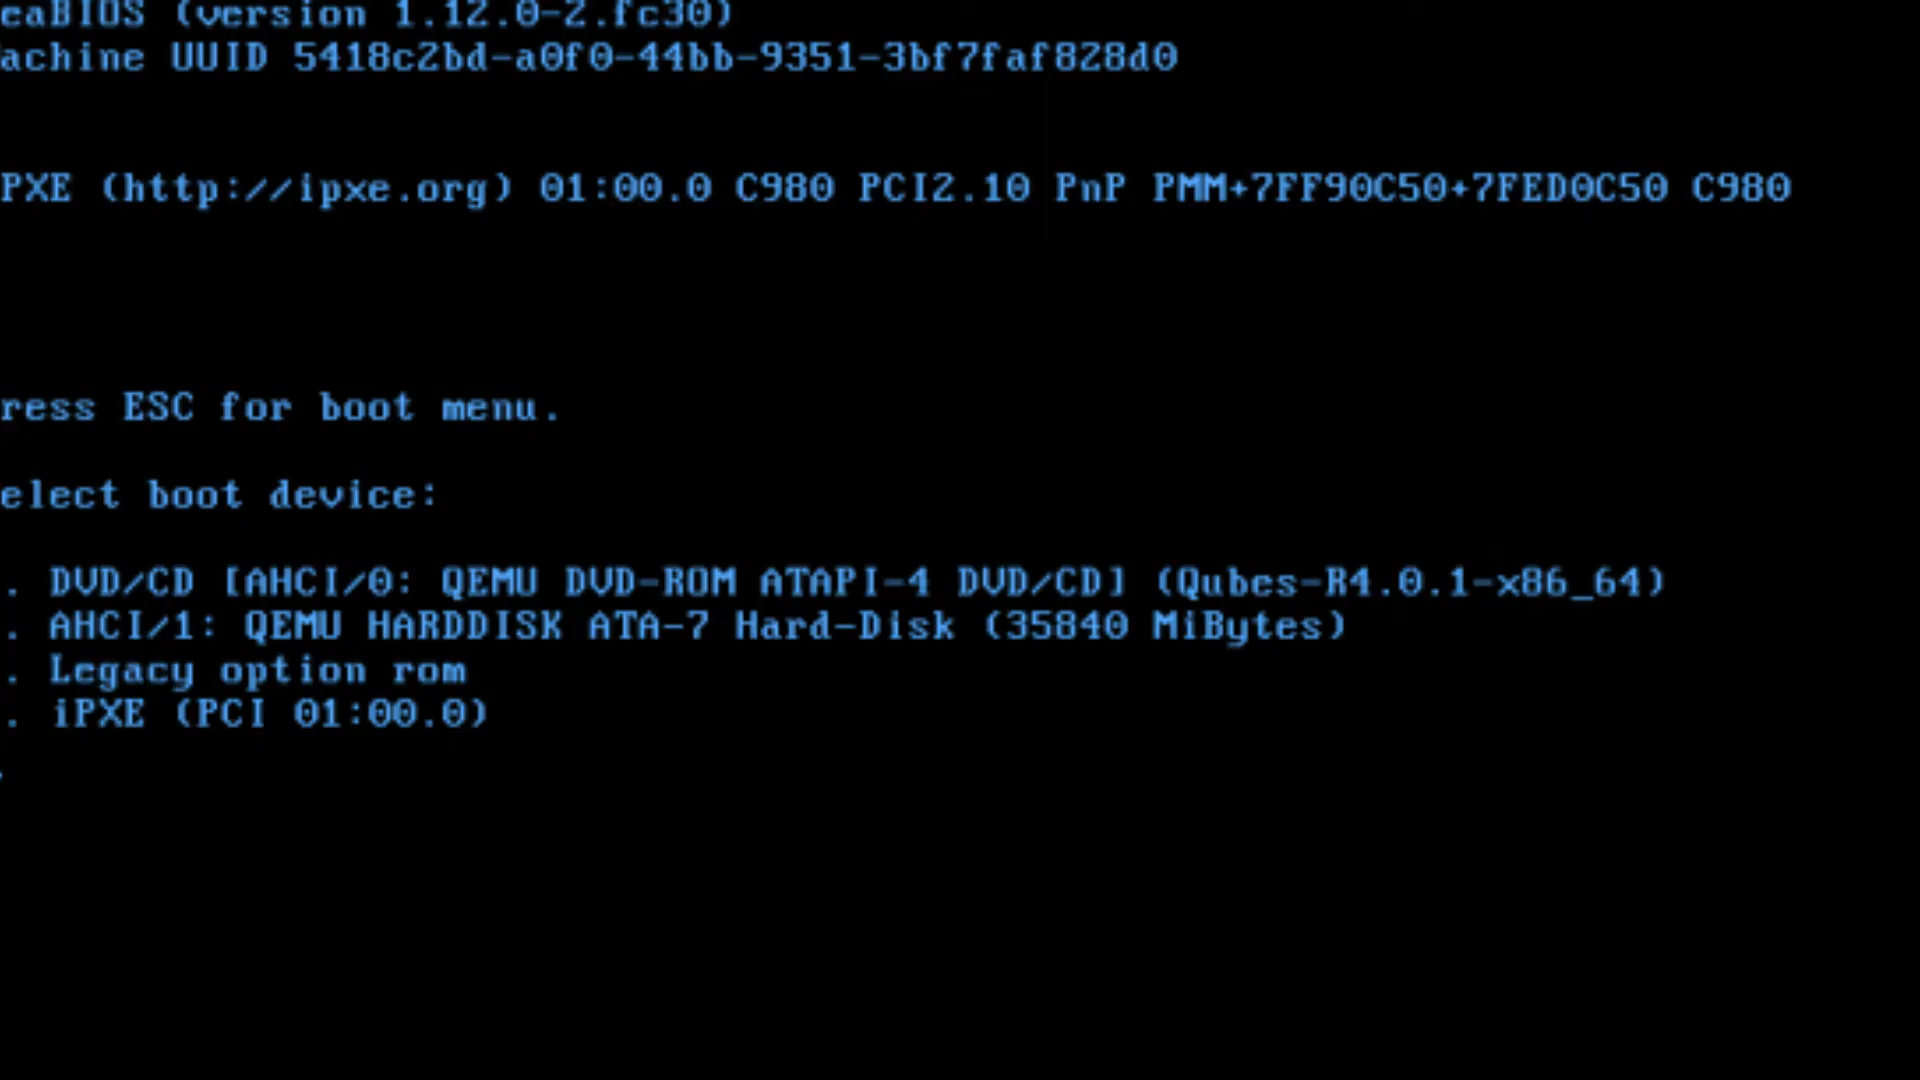 eaBIOS (version 1.12.0-2.fc30)
achine UUID 5418c2bd-a0f0-44bb-9351-3bf7faf828d0
PXE (http://ipxe.org) 01:00.0 C980 PCI2.10 PnP PMM+7FF90C50+7FED0C50 C980
ress ESC for boot menu.
elect boot device:
. DVD/CD [AHCI/0: QEMU DVD-ROM ATAPI-4 DVD/CD] (Qubes-R4.0.1-x86_64)
. AHCI/1: QEMU HARDDISK ATA-7 Hard-Disk (35840 MiBytes)
. Legacy option rom
. iPXE (PCI 01:00.0)